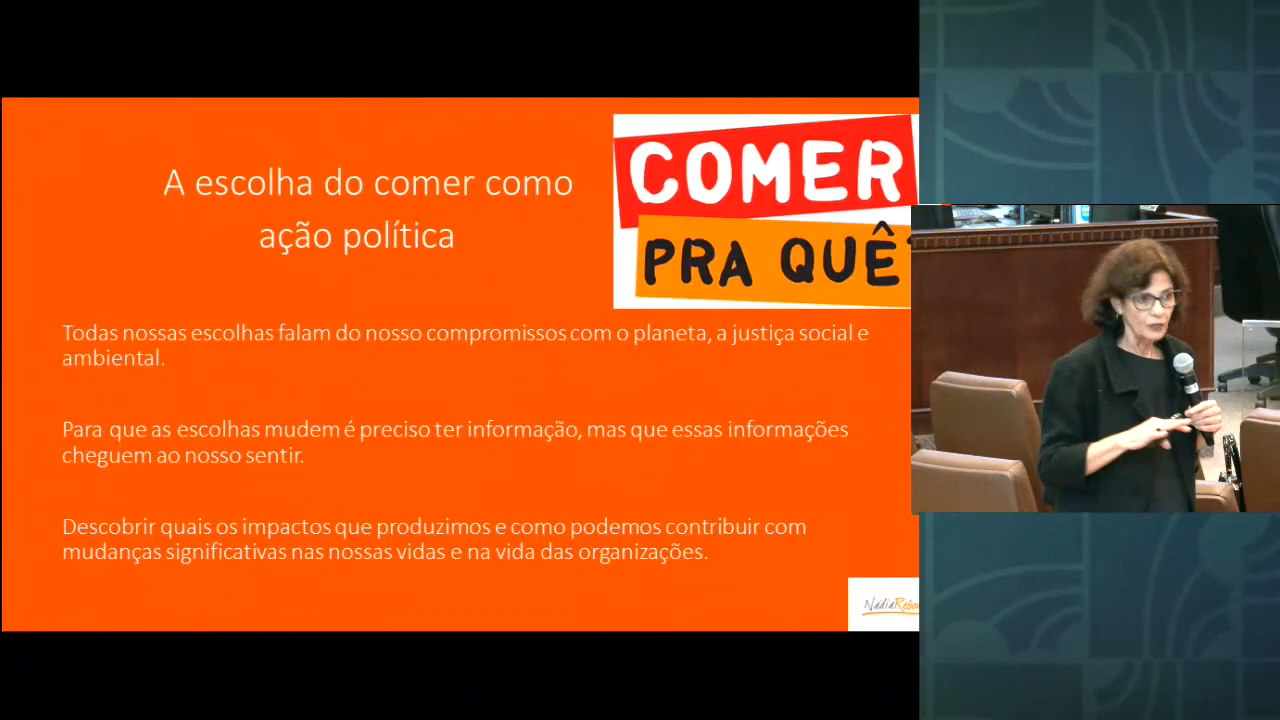 A escolha do comer como
ação política
COMER
PRA QUÊ
Todas nossas escolhas falam do nosso compromissos com o planeta, a justiça social e
ambiental.
Para que as escolhas mudem é preciso ter informação, mas que essas informações
cheguem ao nosso sentir.
Descobrir quais os impactos que produzimos e como podemos contribuir com
mudanças significativas nas nossas vidas e na vida das organizações.
Nádia